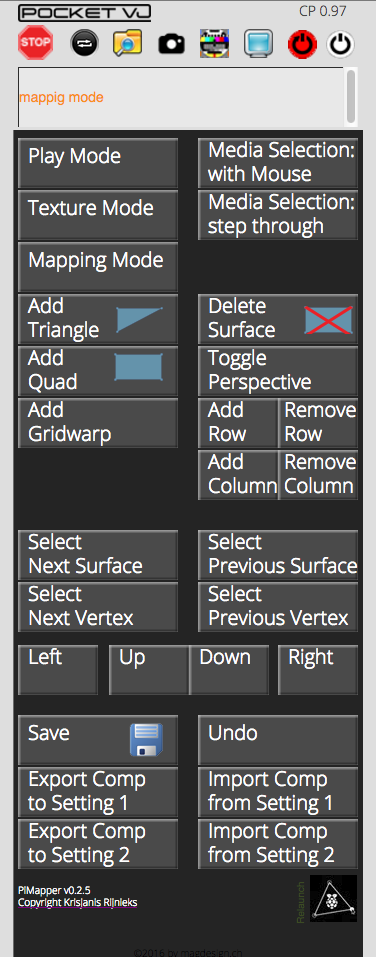 POCKET VJ
CP 0.97
STOP
mappig mode
Play Mode
Media Selection:
with Mouse
Texture Mode
Media Selection:
step through
Mapping Mode
Add
Triangle
Delete
Surface
Add
Quad
Toggle
Perspective
Add
Gridwarp
Add
Row
Remove
Row
Add
Column
Remove
Column
Select
Next Surface
Select
Previous Surface
Select
Next Vertex
Select
Previous Vertex
Left
Up
Down
Right
Save
Undo
Export Comp
to Setting 1
Import Comp
from Setting 1
Export Comp
to Setting 2
Import Comp
from Setting 2
PiMapper v0.2.5
Copyright Krisjanis Rijnieks
Relaunch
©2016 by magdesign.ch